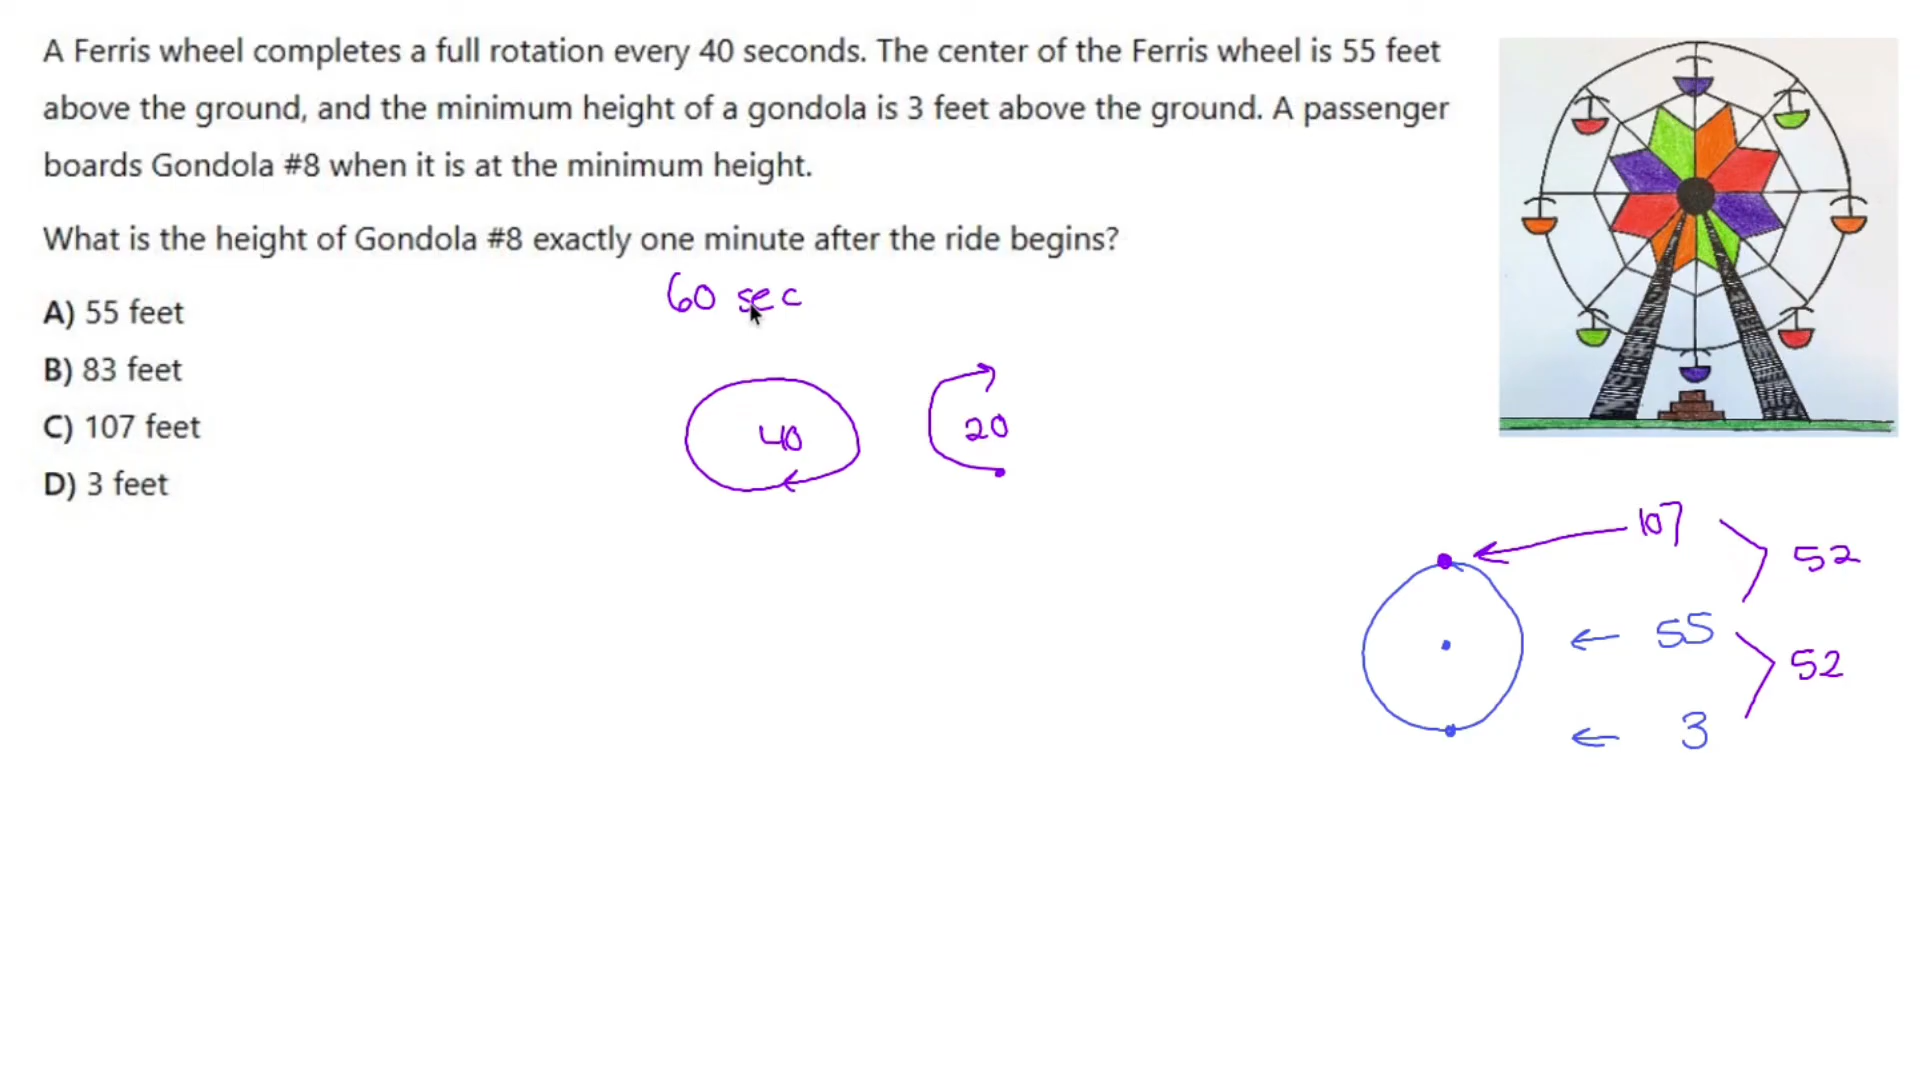 A Ferris wheel completes a full rotation every 40 seconds. The center of the Ferris wheel is 55 feet
above the ground, and the minimum height of a gondola is 3 feet above the ground. A passenger
boards Gondola #8 when it is at the minimum height.
What is the height of Gondola #8 exactly one minute after the ride begins?
60 sec
A) 55 feet
B) 83 feet
C) 107 feet
D) 3 feet
40
20
107
52
55
52
3